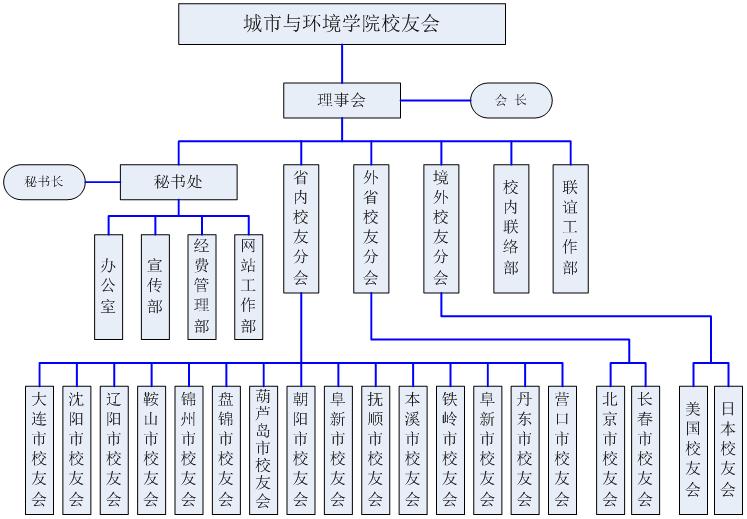 城市与环境学院校友会
理事会
会 长
秘书长
秘书处
省内校友分会
外省校友分会
境外校友分会
校内联络部
联谊工作部
办公室
宣传部
经费管理部
网站工作部
大连市校友会
沈阳市校友会
辽阳市校友会
鞍山市校友会
锦州市校友会
盘锦市校友会
葫芦岛市校友会
朝阳市校友会
阜新市校友会
抚顺市校友会
本溪市校友会
铁岭市校友会
阜新市校友会
丹东市校友会
营口市校友会
北京市校友会
长春市校友会
美国校友会
日本校友会